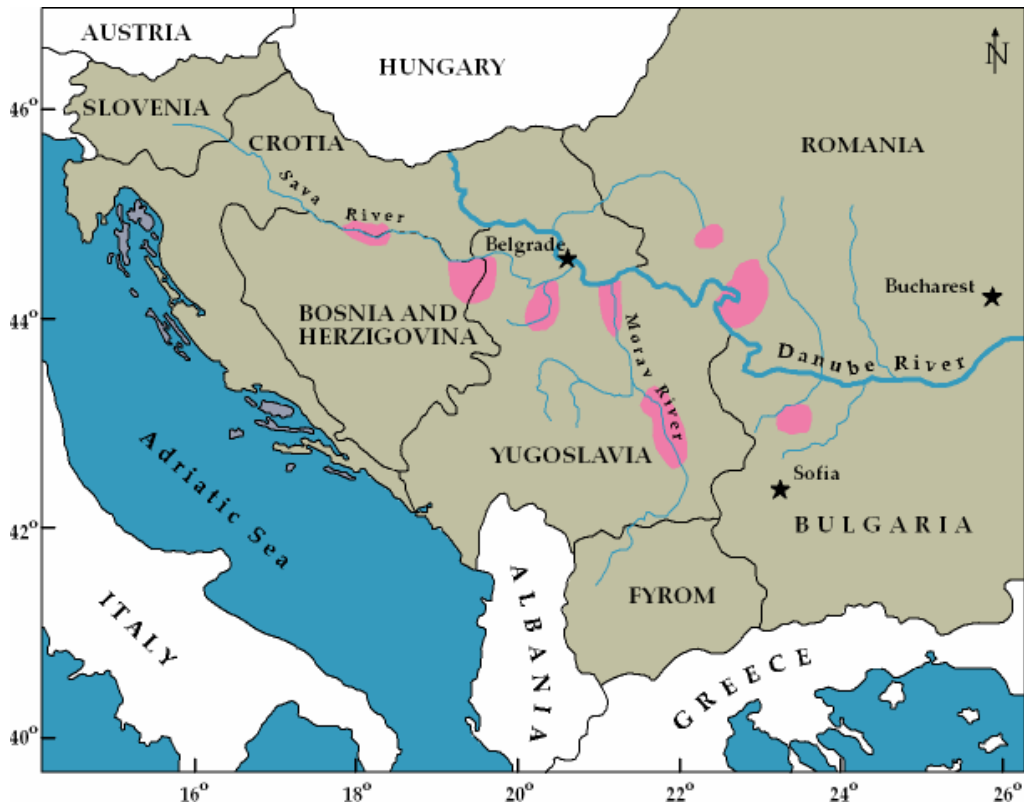 AUSTRIA
HUNGARY
N
46°
SLOVENIA
CROTIA
ROMANIA
Sava River
Belgrade
Bucharest
44°
BOSNIA AND
HERZIGOVINA
Morav River
Danube River
YUGOSLAVIA
Sofia
Adriatic Sea
42°
BULGARIA
ALBANIA
FYROM
ITALY
GREECE
40°
16° 18° 20° 22° 24° 26°